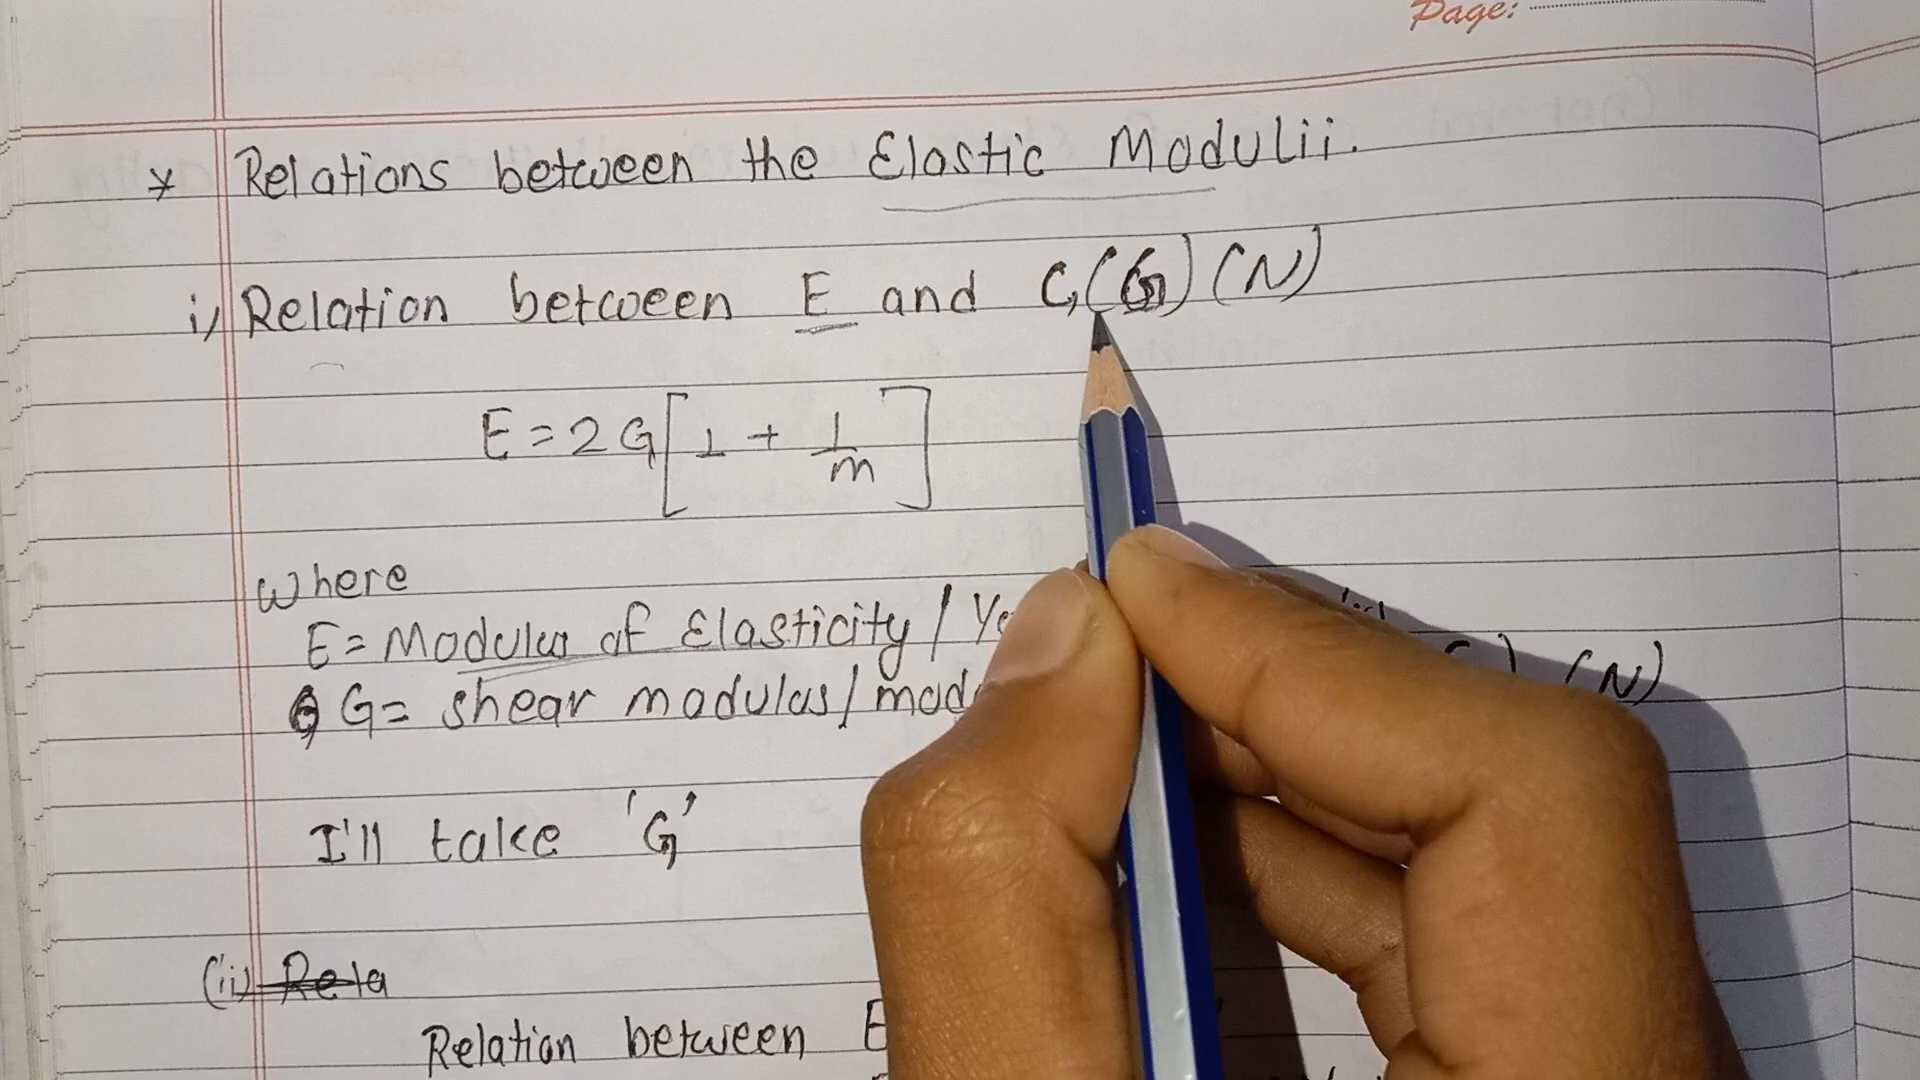 Page:
* Relations between the Elastic Modulii.
i) Relation between E and C,(G)(N)
E = 2G[1 + 1/m]
where
E = Modulus of Elasticity /
(N)
G = shear modulus /
I'll take 'G'
(ii) Rela
Relation between E